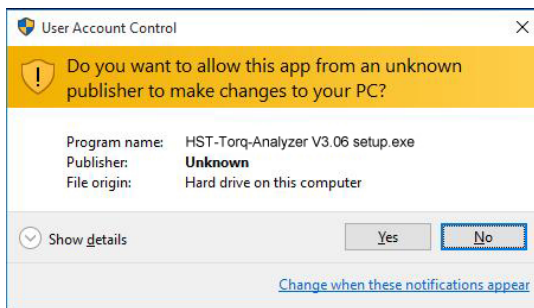 User Account Control
Do you want to allow this app from an unknown
publisher to make changes to your PC?
Program name: HST-Torq-Analyzer V3.06 setup.exe
Publisher: Unknown
File origin: Hard drive on this computer
Show details
Yes
No
Change when these notifications appear